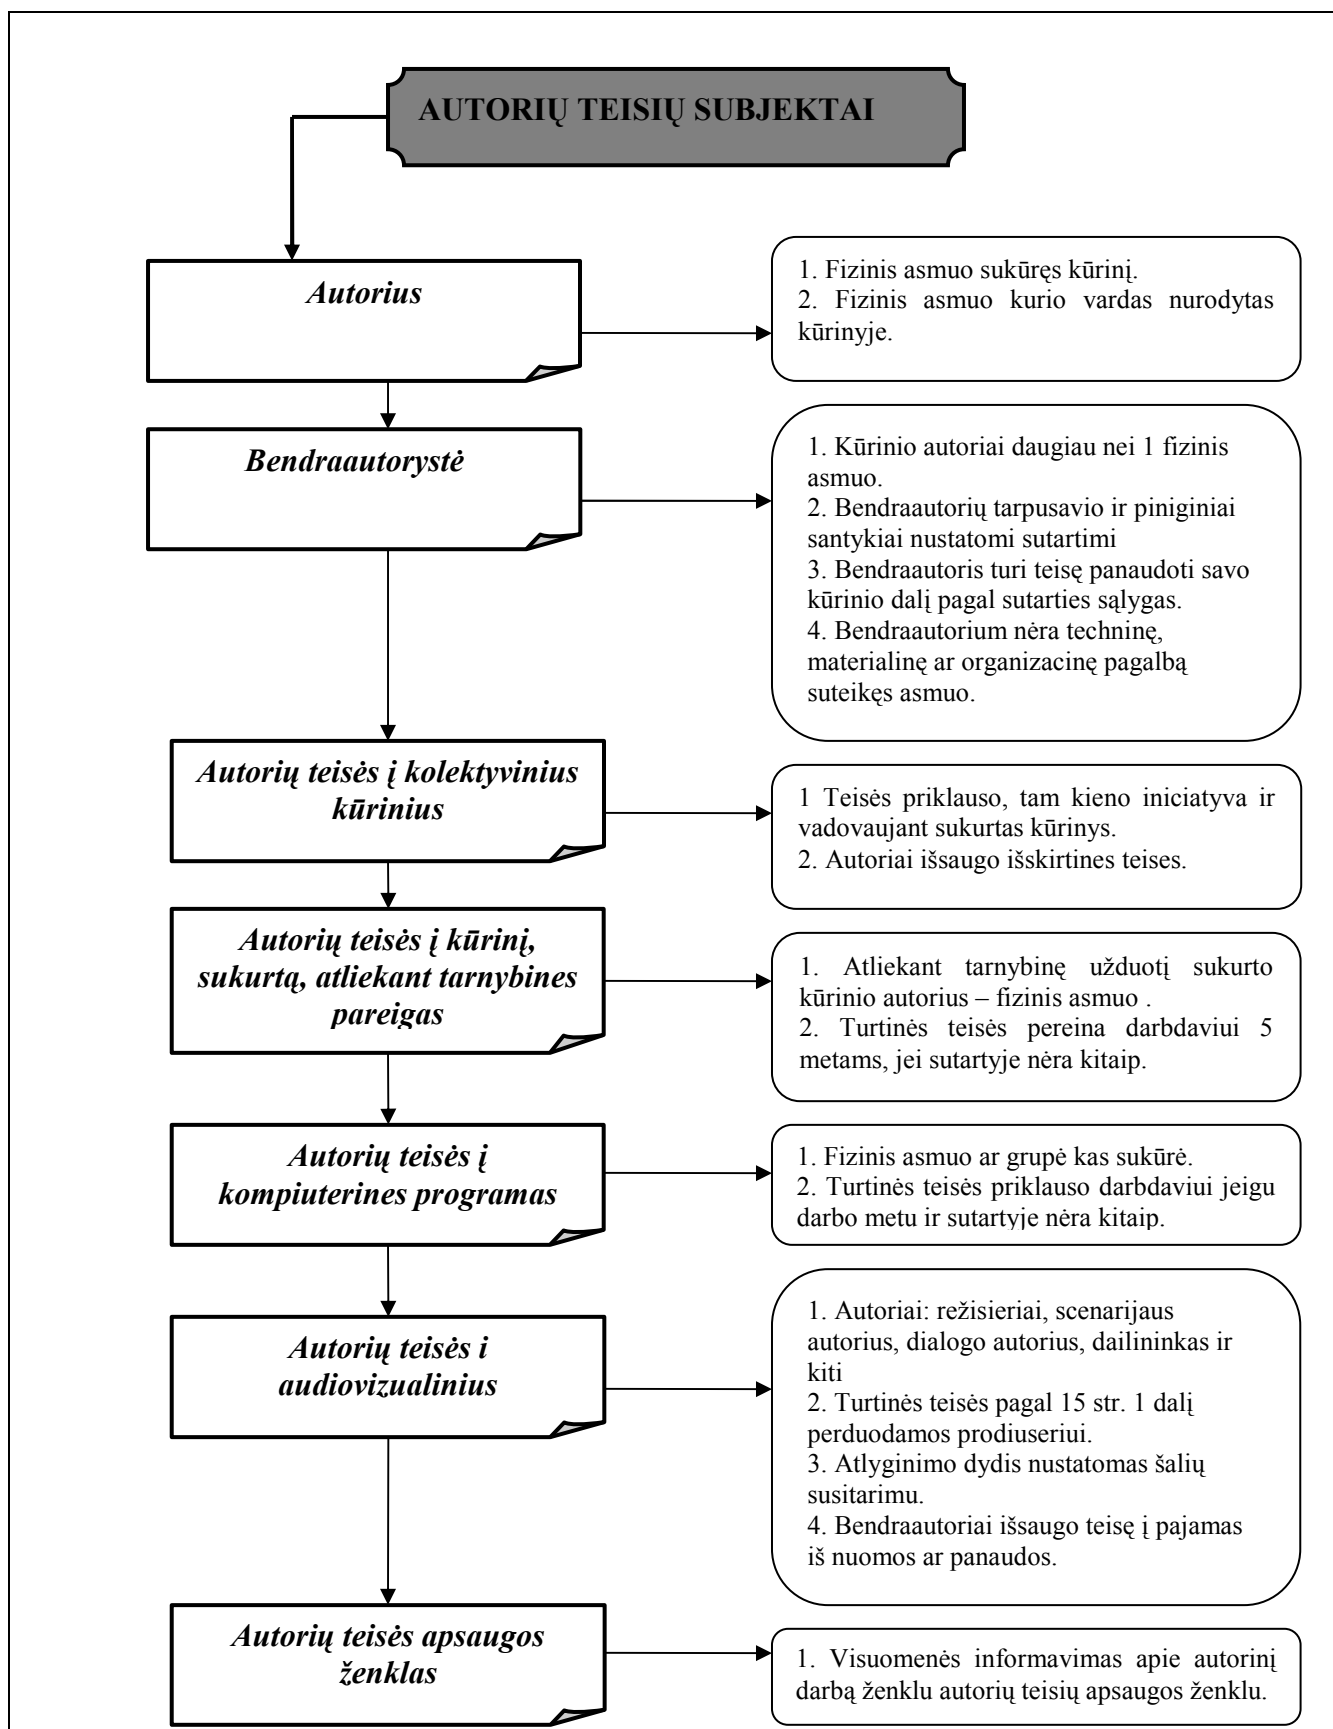 AUTORIŲ TEISIŲ SUBJEKTAI
Autorius
1. Fizinis asmuo sukūręs kūrinį.
2. Fizinis asmuo kurio vardas nurodytas
kūrinyje.
Bendraautorystė
1. Kūrinio autoriai daugiau nei 1 fizinis
asmuo.
2. Bendraautorių tarpusavio ir piniginiai
santykiai nustatomi sutartimi
3. Bendraautoris turi teisę panaudoti savo
kūrinio dalį pagal sutarties sąlygas.
4. Bendraautorium nėra techninę,
materialinę ar organizacinę pagalbą
suteikęs asmuo.
Autorių teisės į kolektyvinius
kūrinius
1 Teisės priklauso, tam kieno iniciatyva ir
vadovaujant sukurtas kūrinys.
2. Autoriai išsaugo išskirtines teises.
Autorių teisės į kūrinį,
sukurtą, atliekant tarnybines
pareigas
1. Atliekant tarnybinę užduotį sukurto
kūrinio autorius – fizinis asmuo .
2. Turtinės teisės pereina darbdaviui 5
metams, jei sutartyje nėra kitaip.
Autorių teisės į
kompiuterines programas
1. Fizinis asmuo ar grupė kas sukūrė.
2. Turtinės teisės priklauso darbdaviui jeigu
darbo metu ir sutartyje nėra kitaip.
Autorių teisės i
audiovizualinius
1. Autoriai: režisieriai, scenarijaus
autorius, dialogo autorius, dailininkas ir
kiti
2. Turtinės teisės pagal 15 str. 1 dalį
perduodamos prodiuseriui.
3. Atlyginimo dydis nustatomas šalių
susitarimu.
4. Bendraautoriai išsaugo teisę į pajamas
iš nuomos ar panaudos.
Autorių teisės apsaugos
ženklas
1. Visuomenės informavimas apie autorinį
darbą ženklu autorių teisių apsaugos ženklu.